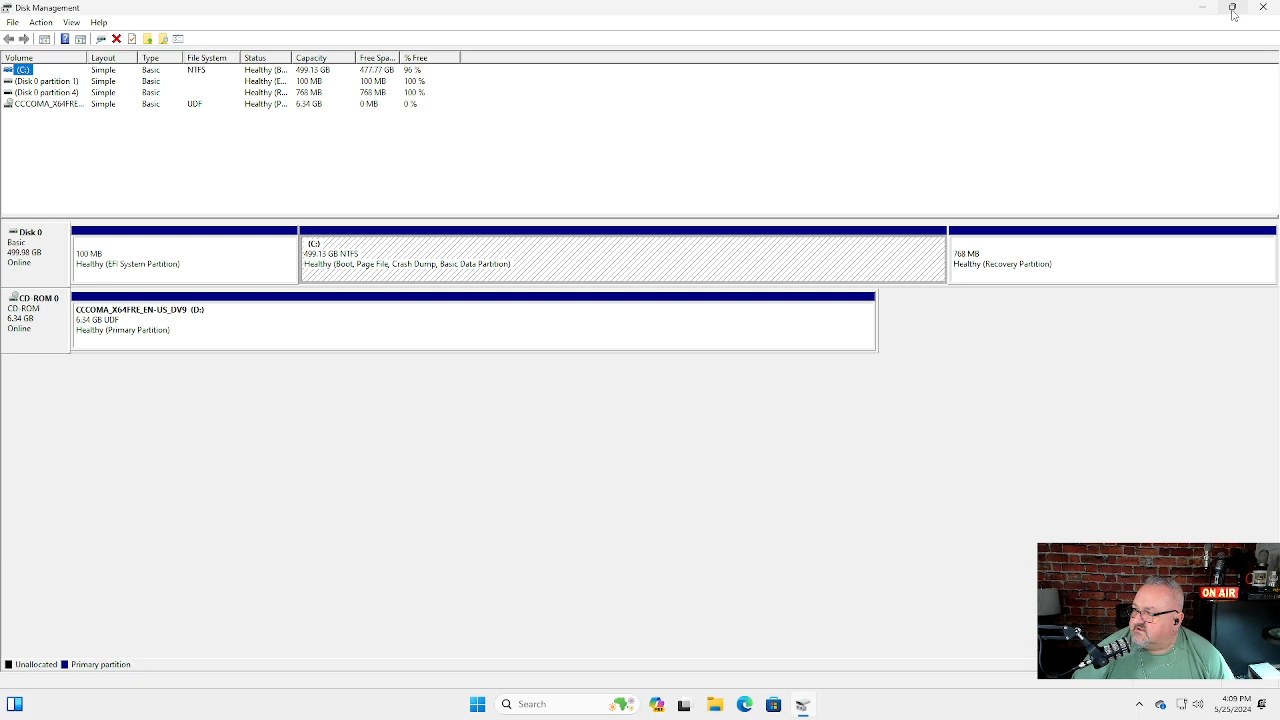 Disk Management
File Action View Help
Volume Layout Type File System Status Capacity Free Spa... % Free
(C:) Simple Basic NTFS Healthy (B... 499.13 GB 477.77 GB 96 %
(Disk 0 partition 1) Simple Basic Healthy (E... 100 MB 100 MB 100 %
(Disk 0 partition 4) Simple Basic Healthy (R... 768 MB 768 MB 100 %
CCCOMA_X64FRE... Simple Basic UDF Healthy (P... 6.34 GB 0 MB 0 %
Disk 0
Basic
499.98 GB
Online
100 MB
Healthy (EFI System Partition)
(C:)
499.13 GB NTFS
Healthy (Boot, Page File, Crash Dump, Basic Data Partition)
768 MB
Healthy (Recovery Partition)
CD-ROM 0
CD-ROM
6.34 GB
Online
CCCOMA_X64FRE_EN-US_DV9 (D:)
6.34 GB UDF
Healthy (Primary Partition)
ON AIR
Unallocated Primary partition
Search
4:09 PM
5/25/2024